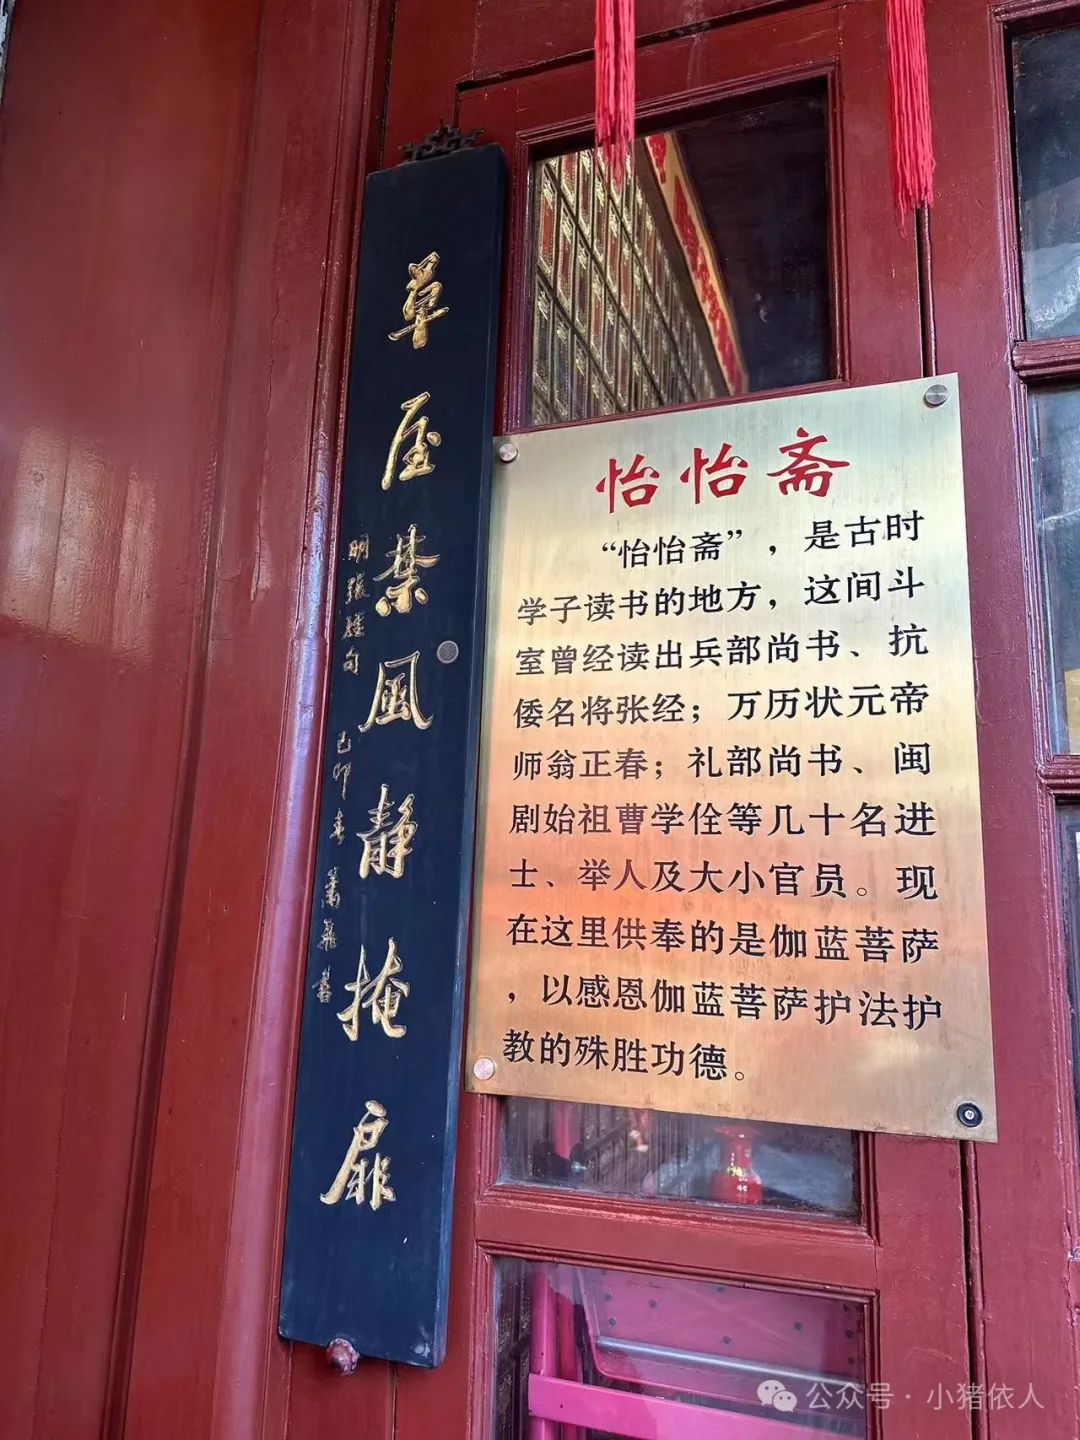 草屋禁風靜掩扉
明張經句
己卯春
書
怡怡斋
“怡怡斋”，是古时
学子读书的地方，这间斗
室曾经读出兵部尚书、抗
倭名将张经；万历状元帝
师翁正春；礼部尚书、闽
剧始祖曹学佺等几十名进
士、举人及大小官员。现
在这里供奉的是伽蓝菩萨
，以感恩伽蓝菩萨护法护
教的殊胜功德。
公众号·小猪依人